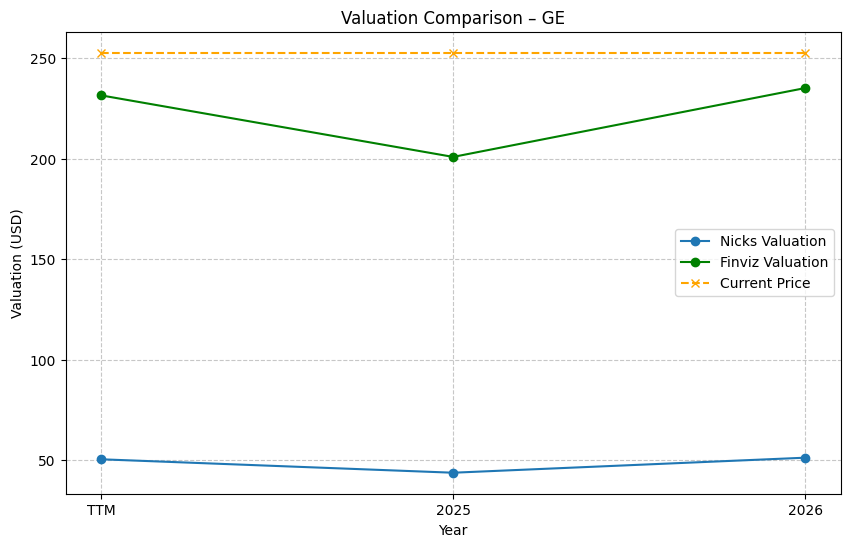 Valuation Comparison – GE
Valuation (USD)
250
200
150
100
50
Nicks Valuation
Finviz Valuation
Current Price
TTM
2025
2026
Year